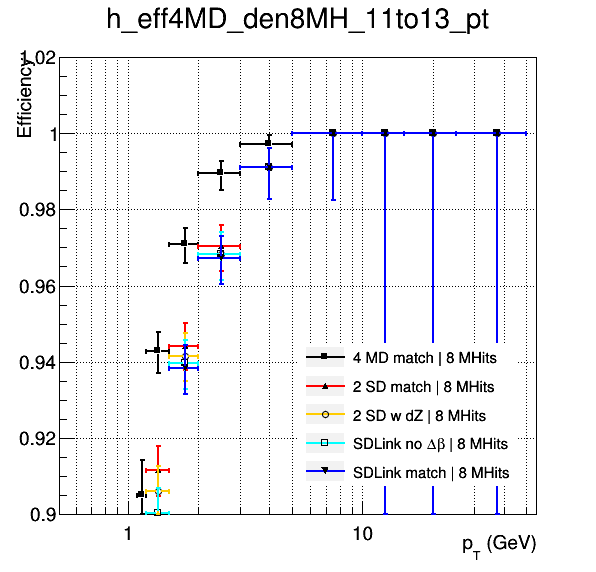 h_eff4MD_den8MH_11to13_pt
Efficiency
1.02
1
0.98
0.96
0.94
0.92
0.9
4 MD match | 8 MHits
2 SD match | 8 MHits
2 SD w dZ | 8 MHits
SDLink no Δβ | 8 MHits
SDLink match | 8 MHits
1
10
p_T (GeV)